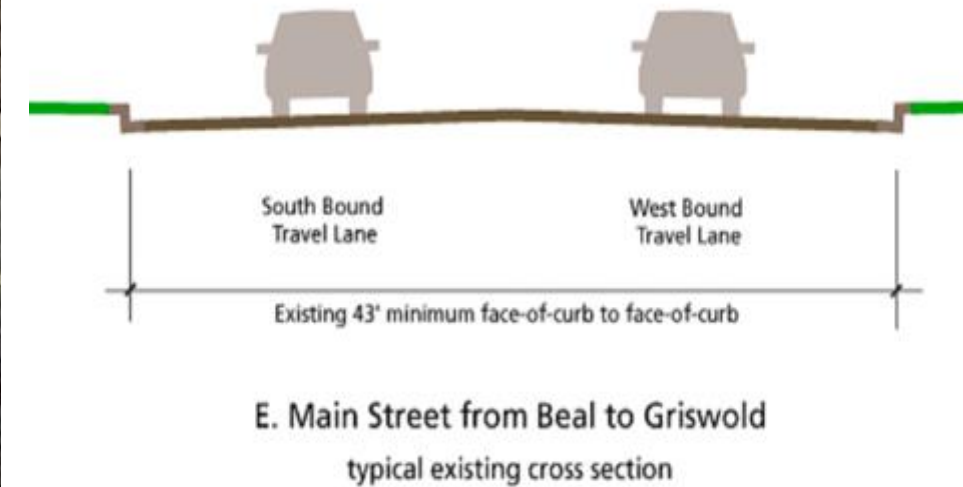 South Bound
Travel Lane
West Bound
Travel Lane
Existing 43' minimum face-of-curb to face-of-curb
E. Main Street from Beal to Griswold
typical existing cross section